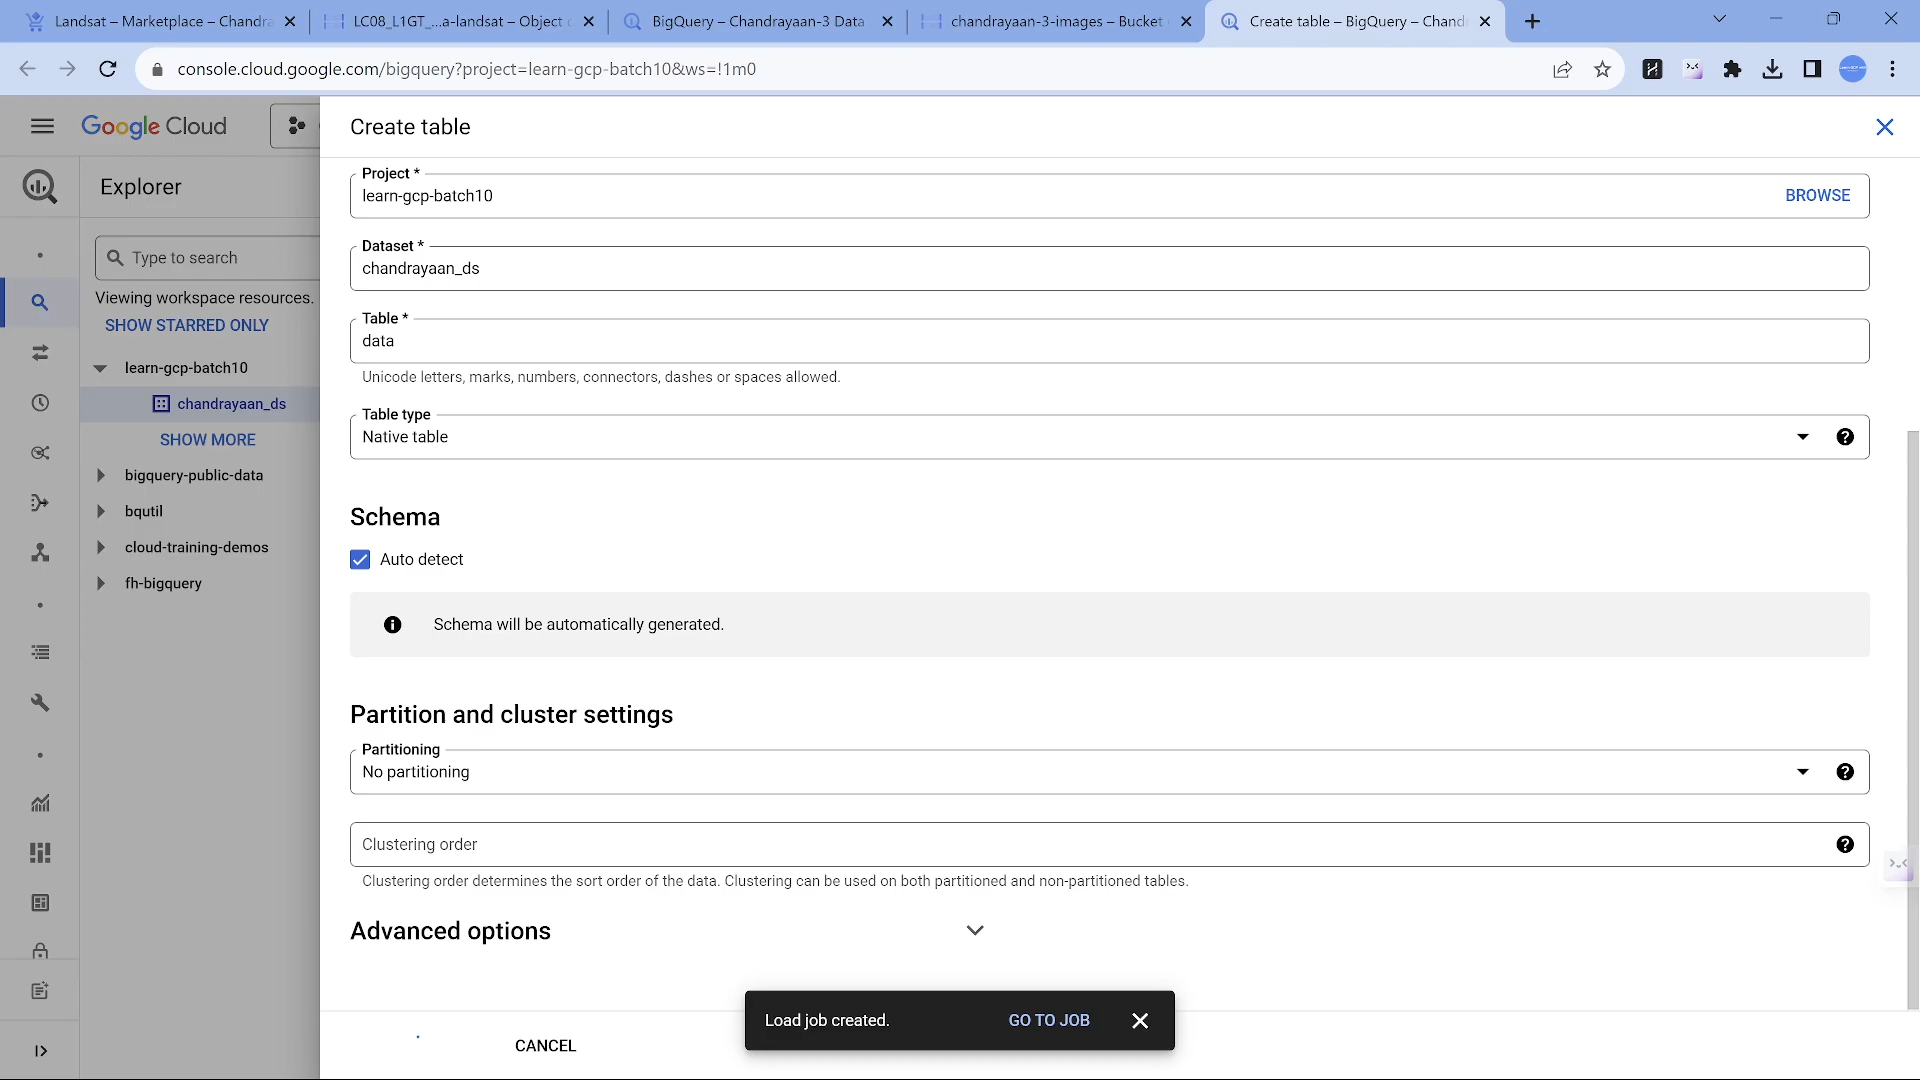 Landsat – Marketplace – Chandra
LC08_L1GT_...a-landsat – Object
BigQuery – Chandrayaan-3 Data
chandrayaan-3-images – Bucket
Create table – BigQuery – Chand
console.cloud.google.com/bigquery?project=learn-gcp-batch10&ws=!1m0
Google Cloud
Create table
Explorer
Project *
learn-gcp-batch10
BROWSE
Dataset *
chandrayaan_ds
Type to search
Viewing workspace resources.
SHOW STARRED ONLY
Table *
data
Unicode letters, marks, numbers, connectors, dashes or spaces allowed.
learn-gcp-batch10
chandrayaan_ds
SHOW MORE
bigquery-public-data
bqutil
cloud-training-demos
fh-bigquery
Table type
Native table
Schema
Auto detect
Schema will be automatically generated.
Partition and cluster settings
Partitioning
No partitioning
Clustering order
Clustering order determines the sort order of the data. Clustering can be used on both partitioned and non-partitioned tables.
Advanced options
Load job created.
GO TO JOB
CANCEL